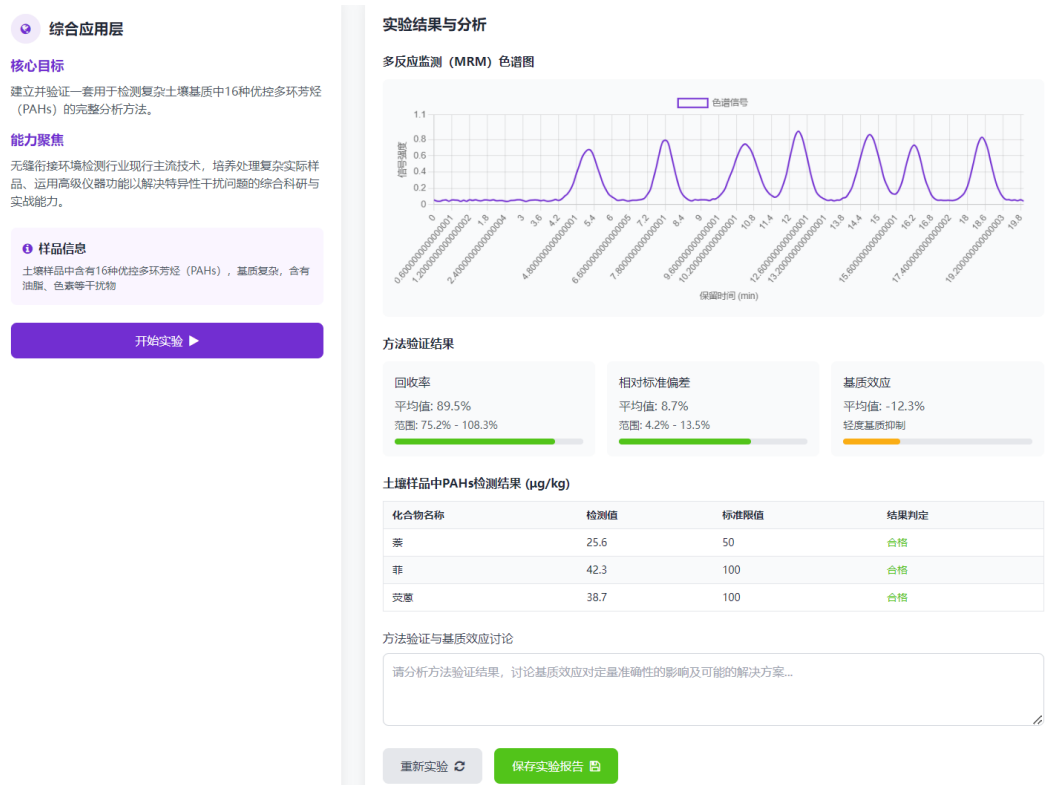 综合应用层
核心目标
建立并验证一套用于检测复杂土壤基质中16种优控多环芳烃
（PAHs）的完整分析方法。
能力聚焦
无缝衔接环境检测行业现行主流技术，培养处理复杂实际样
品、运用高级仪器功能以解决特异性干扰问题的综合科研与
实战能力。
样品信息
土壤样品中含有16种优控多环芳烃（PAHs），基质复杂，含有
油脂、色素等干扰物
开始实验
实验结果与分析
多反应监测（MRM）色谱图
色谱信号
信号强度
1.1
0.8
0.6
0.4
0.2
0
0
0.6000000000000001
1.2000000000000002
1.8
2.4000000000000004
3
3.6
4.2
4.800000000000001
5.4
6
6.600000000000005
7.2
7.800000000000001
8.4
9
9.600000000000001
10.200000000000001
10.8
11.4
12
12.600000000000001
13.200000000000001
13.8
14.4
15
15.600000000000001
16.2
16.8
17.400000000000002
18
18.6
19.200000000000003
19.8
保留时间 (min)
方法验证结果
回收率
平均值: 89.5%
范围: 75.2% - 108.3%
相对标准偏差
平均值: 8.7%
范围: 4.2% - 13.5%
基质效应
平均值: -12.3%
轻度基质抑制
土壤样品中PAHs检测结果 (μg/kg)
化合物名称 检测值 标准限值 结果判定
萘 25.6 50 合格
菲 42.3 100 合格
荧蒽 38.7 100 合格
方法验证与基质效应讨论
请分析方法验证结果，讨论基质效应对定量准确性的影响及可能的解决方案...
重新实验
保存实验报告